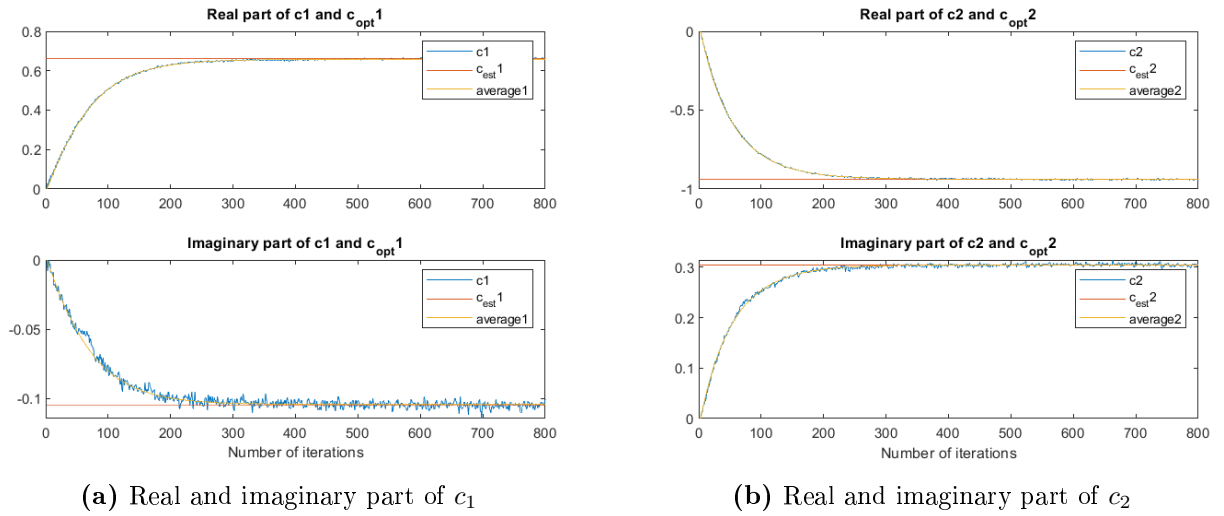 Real part of c1 and c_opt1
0.8
0.6
0.4
0.2
0
0 100 200 300 400 500 600 700 800
c1
c_est1
average1
Imaginary part of c1 and c_opt1
0
-0.05
-0.1
0 100 200 300 400 500 600 700 800
Number of iterations
c1
c_est1
average1
(a) Real and imaginary part of c₁
Real part of c2 and c_opt2
0
-0.5
-1
0 100 200 300 400 500 600 700 800
c2
c_est2
average2
Imaginary part of c2 and c_opt2
0.3
0.2
0.1
0
0 100 200 300 400 500 600 700 800
Number of iterations
c2
c_est2
average2
(b) Real and imaginary part of c₂